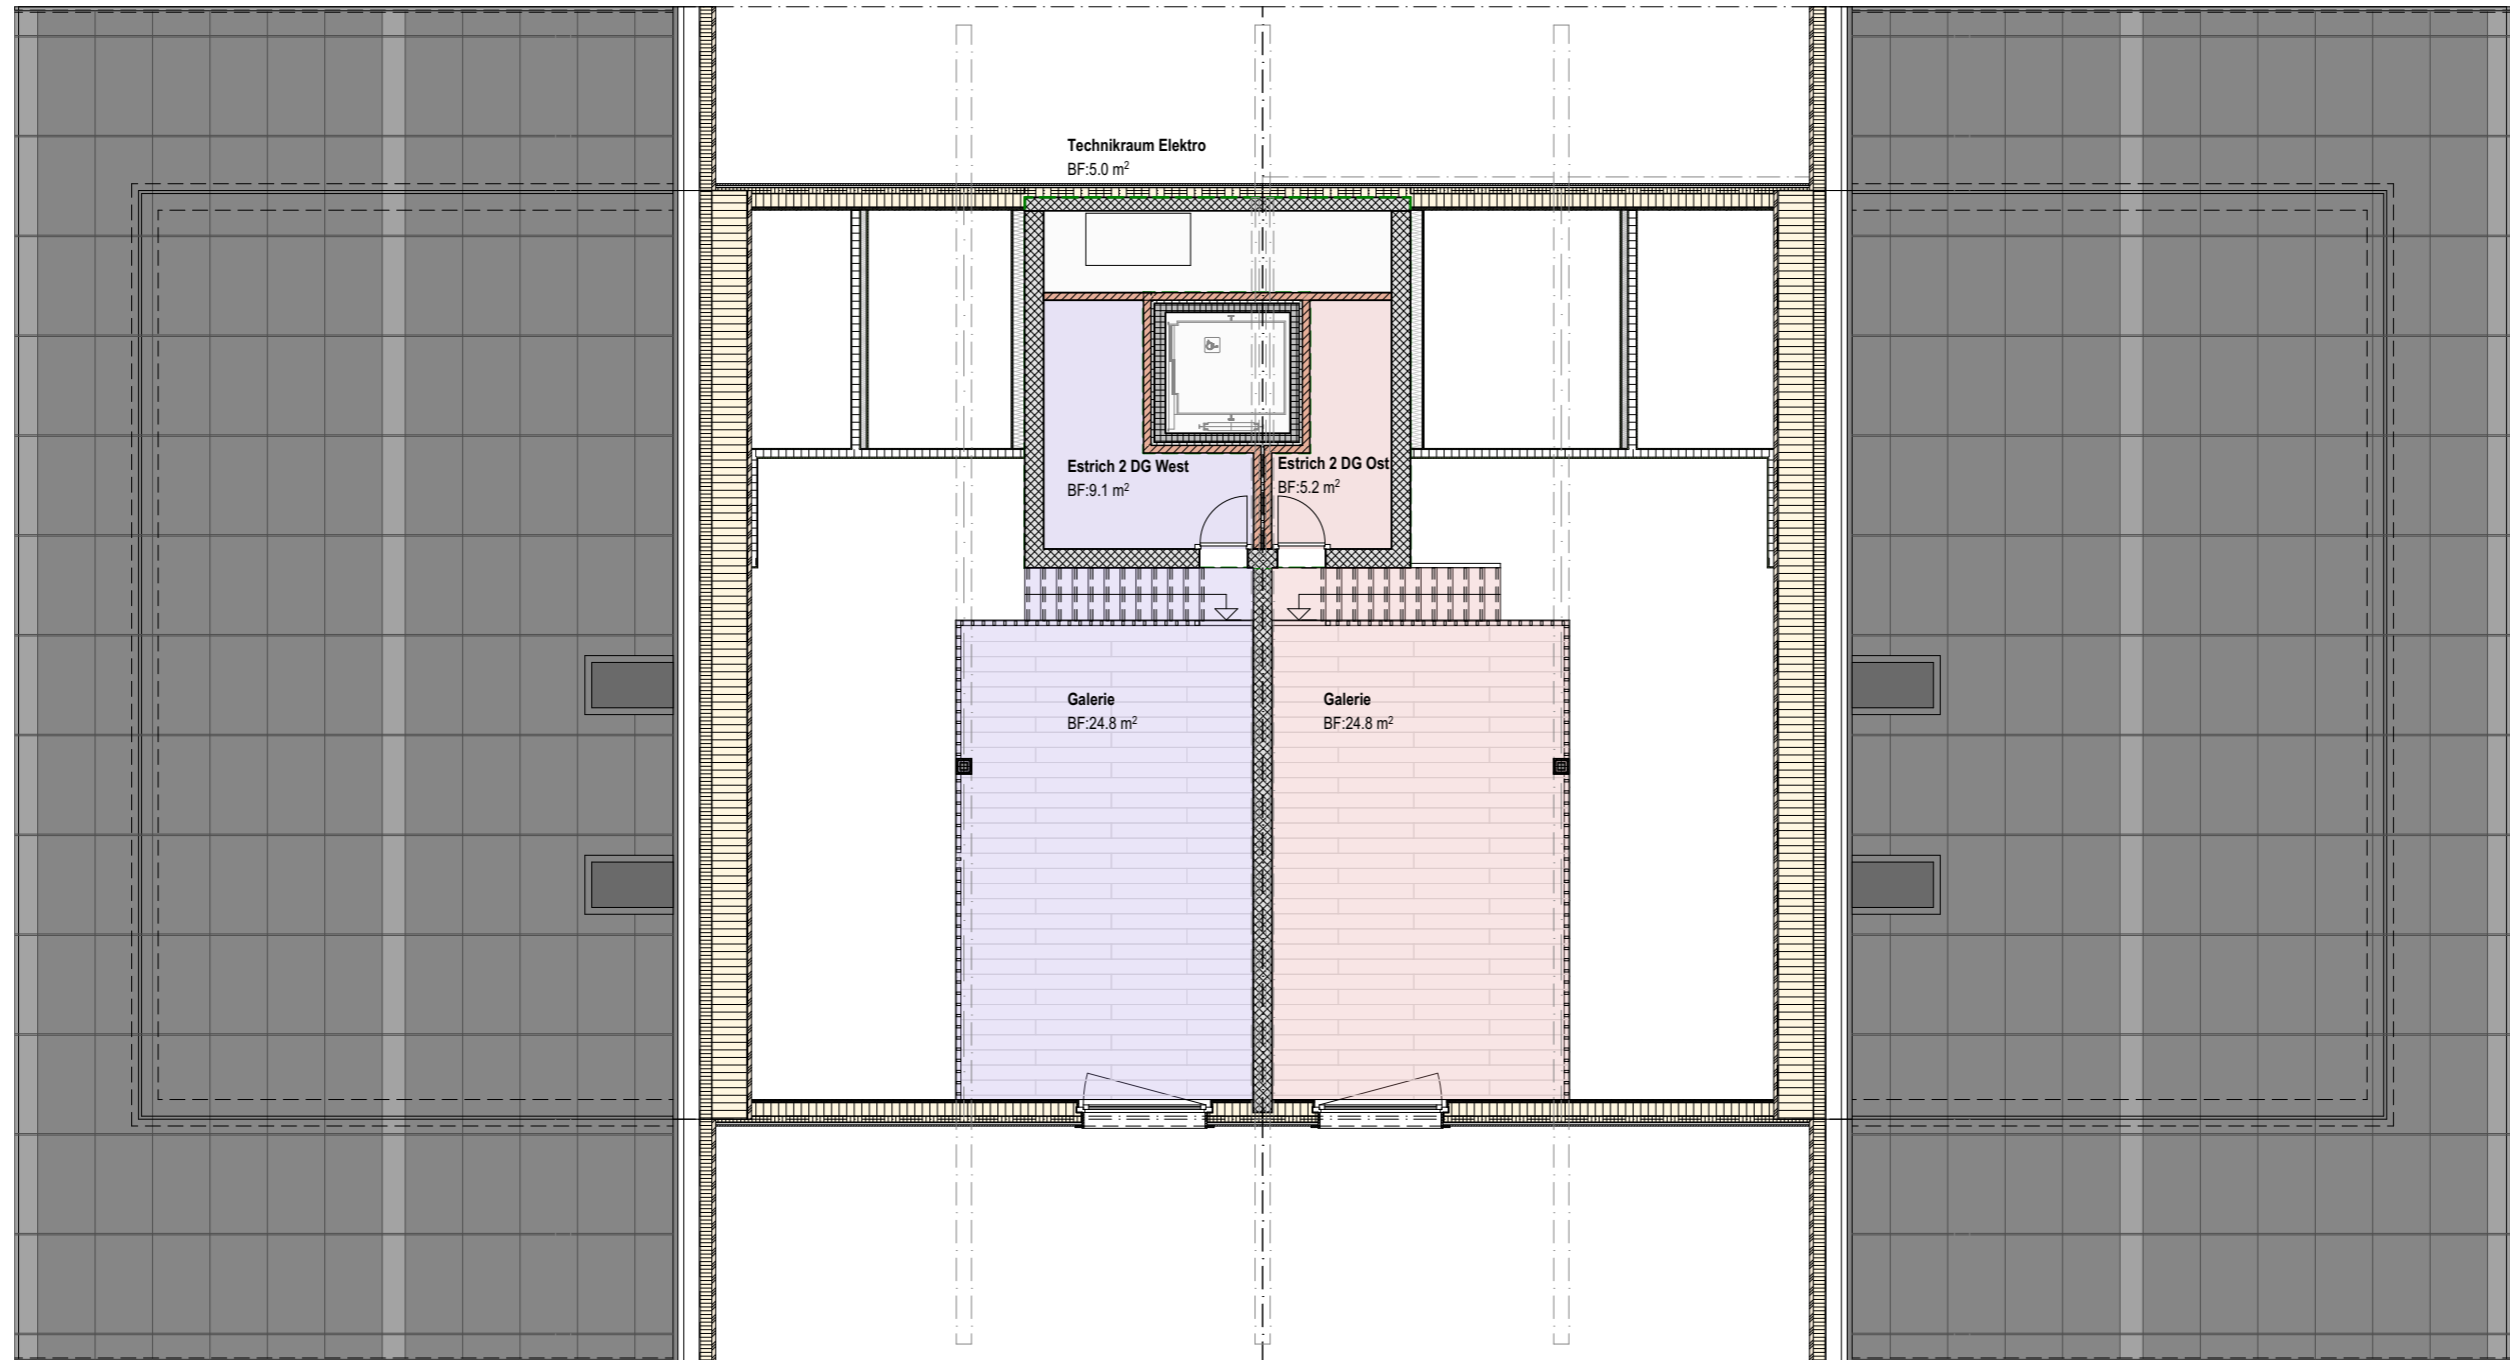 Technikraum Elektro
BF:5.0 m²
Estrich 2 DG West
BF:9.1 m²
Estrich 2 DG Ost
BF:5.2 m²
Galerie
BF:24.8 m²
Galerie
BF:24.8 m²